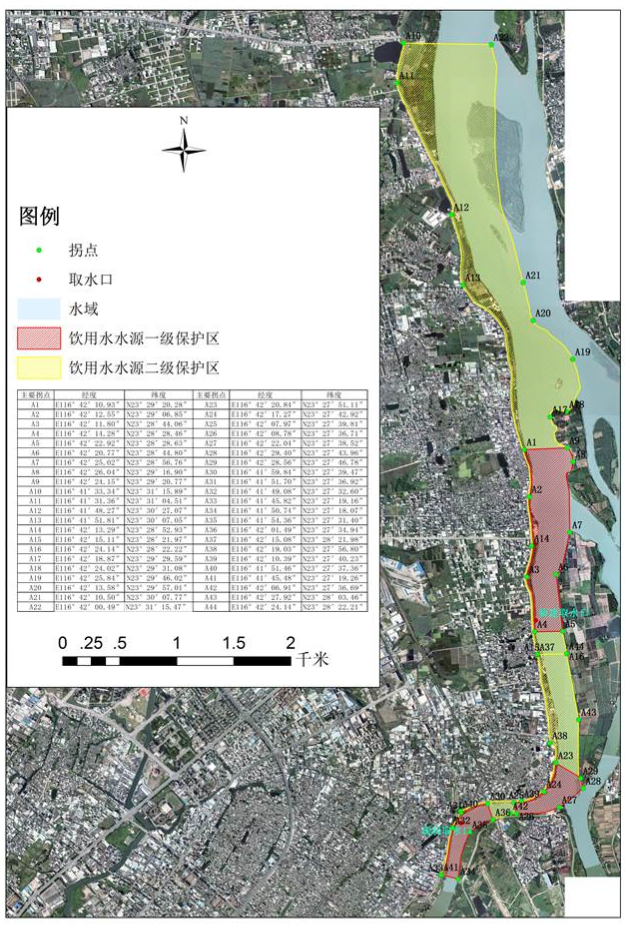 N
图例
拐点
取水口
水域
饮用水水源一级保护区
饮用水水源二级保护区
主要拐点 经度 纬度 主要拐点 经度 纬度
A1 E116° 42' 10.93" N23° 29' 20.28" A23 E116° 42' 20.84" N23° 27' 51.11"
A2 E116° 42' 12.55" N23° 29' 06.85" A24 E116° 42' 17.27" N23° 27' 42.92"
A3 E116° 42' 11.80" N23° 28' 44.06" A25 E116° 42' 07.97" N23° 27' 39.81"
A4 E116° 42' 14.28" N23° 28' 28.46" A26 E116° 42' 08.78" N23° 27' 36.71"
A5 E116° 42' 22.92" N23° 28' 28.63" A27 E116° 42' 22.04" N23° 27' 38.52"
A6 E116° 42' 20.77" N23° 28' 44.80" A28 E116° 42' 29.40" N23° 27' 43.96"
A7 E116° 42' 25.02" N23° 28' 56.76" A29 E116° 42' 28.56" N23° 27' 46.78"
A8 E116° 42' 26.04" N23° 29' 16.90" A30 E116° 41' 59.84" N23° 27' 39.47"
A9 E116° 42' 24.15" N23° 29' 20.77" A31 E116° 41' 51.70" N23° 27' 36.92"
A10 E116° 41' 33.34" N23° 31' 15.89" A32 E116° 41' 49.08" N23° 27' 32.60"
A11 E116° 41' 31.36" N23° 31' 04.51" A33 E116° 41' 45.82" N23° 27' 19.16"
A12 E116° 41' 48.27" N23° 30' 27.07" A34 E116° 41' 50.74" N23° 27' 18.07"
A13 E116° 41' 51.81" N23° 30' 07.05" A35 E116° 41' 54.36" N23° 27' 31.40"
A14 E116° 42' 13.29" N23° 28' 52.93" A36 E116° 42' 01.49" N23° 27' 34.94"
A15 E116° 42' 15.11" N23° 28' 21.97" A37 E116° 42' 15.08" N23° 28' 21.98"
A16 E116° 42' 24.14" N23° 28' 22.22" A38 E116° 42' 19.03" N23° 27' 56.80"
A17 E116° 42' 18.87" N23° 29' 29.59" A39 E116° 42' 10.39" N23° 27' 40.23"
A18 E116° 42' 24.02" N23° 29' 31.08" A40 E116° 41' 51.46" N23° 27' 37.36"
A19 E116° 42' 25.84" N23° 29' 46.02" A41 E116° 41' 45.48" N23° 27' 19.26"
A20 E116° 42' 13.58" N23° 29' 57.01" A42 E116° 42' 06.91" N23° 27' 36.69"
A21 E116° 42' 10.50" N23° 30' 07.77" A43 E116° 42' 27.92" N23° 28' 03.46"
A22 E116° 42' 00.49" N23° 31' 15.47" A44 E116° 42' 24.14" N23° 28' 22.21"
0 .25 .5 1 1.5 2
千米
A10
A22
A11
A12
A13
A21
A20
A19
A18
A17
A1
A9
A8
A2
A7
A14
A3
A6
取水口
A4
A5
A15 A37
A44
A16
A43
A38
A23
A29
A28
A24
A39
A25
A30
A40
A31
A27
A42
A26
A36
A32
A35
A33
A41
A34